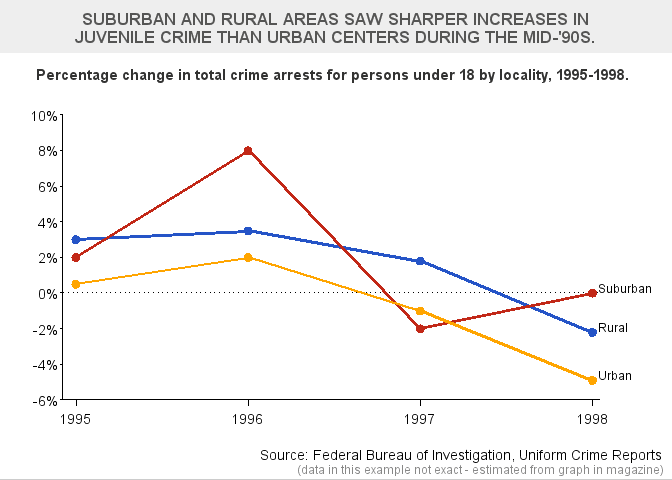 SUBURBAN AND RURAL AREAS SAW SHARPER INCREASES IN
JUVENILE CRIME THAN URBAN CENTERS DURING THE MID-'90S.
Percentage change in total crime arrests for persons under 18 by locality, 1995-1998.
10%
8%
6%
4%
2%
0%
-2%
-4%
-6%
Suburban
Rural
Urban
1995 1996 1997 1998
Source: Federal Bureau of Investigation, Uniform Crime Reports
(data in this example not exact - estimated from graph in magazine)